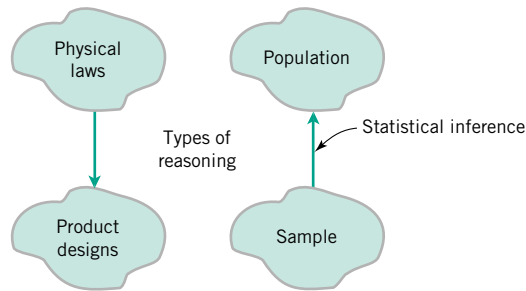 Physical
laws
Population
Types of
reasoning
Statistical inference
Product
designs
Sample